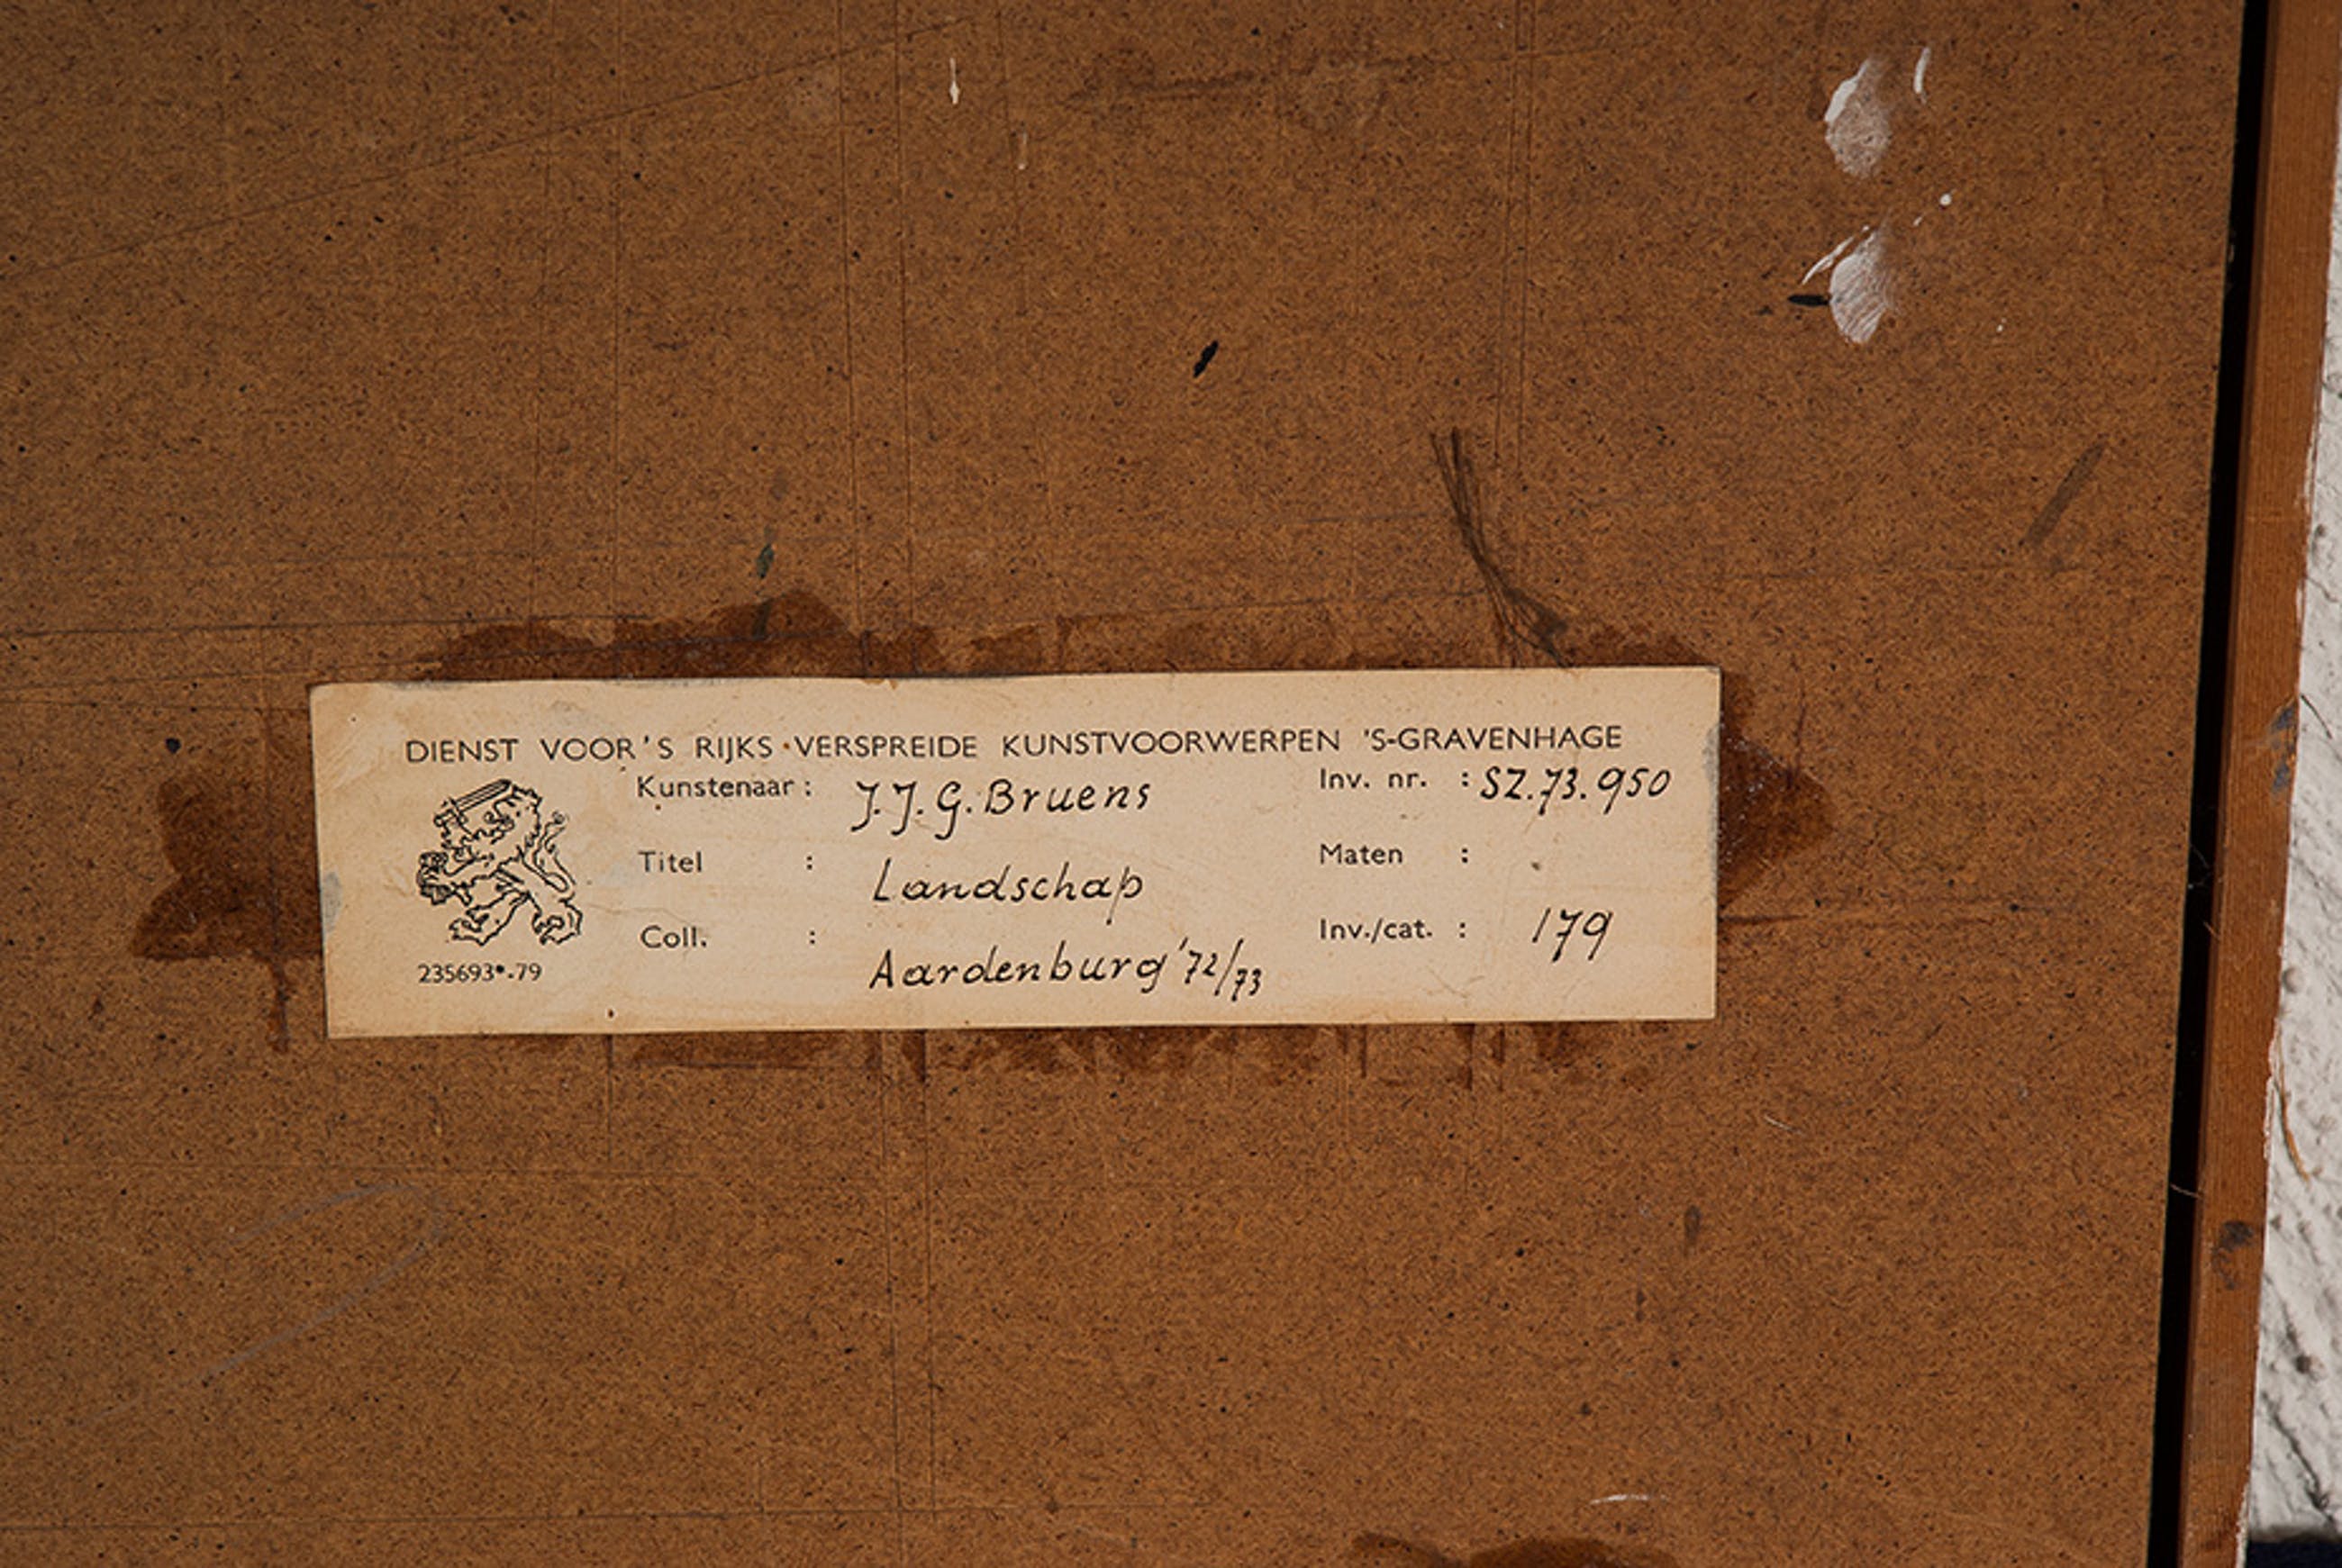 DIENST VOOR'S RIJKS VERSPREIDE KUNSTVOORWERPEN 'S-GRAVENHAGE
Kunstenaar: J.J.G. Bruens Inv. nr. : SZ.73.950
Titel : Landschap Maten :
Coll. : Aardenburg '72/73 Inv./cat. : 179
235693*-79